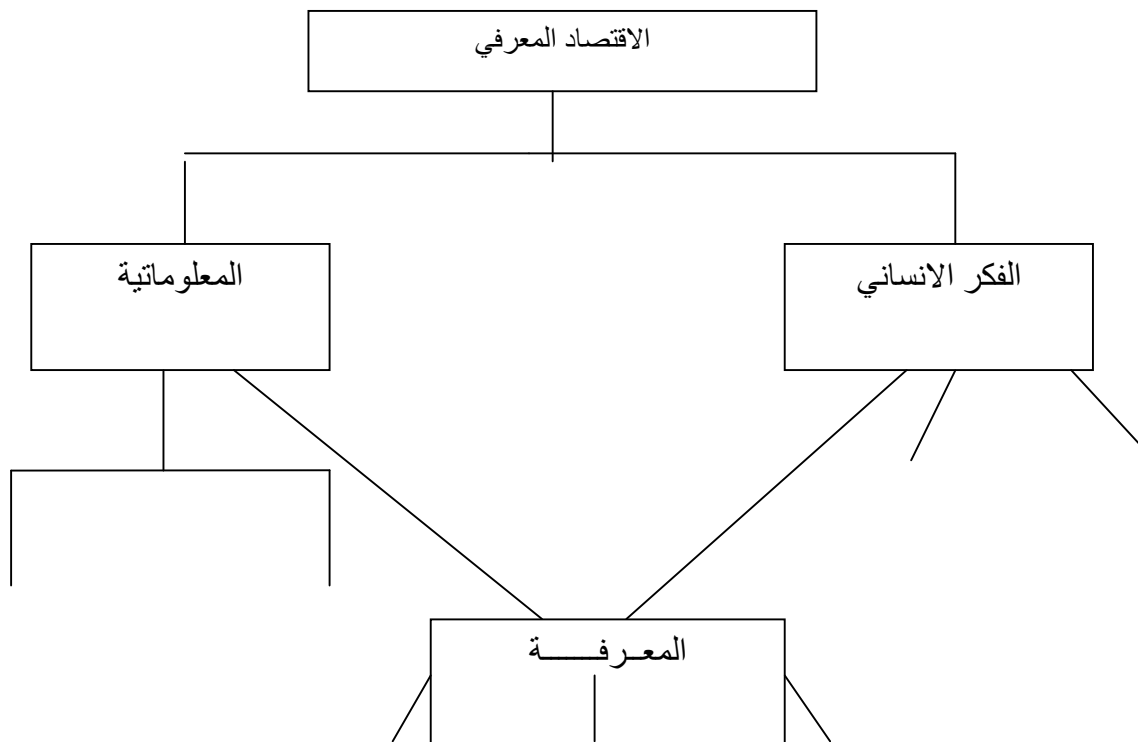 الاقتصاد المعرفي
الفكر الانساني
المعلوماتية
المعـرفـــــة